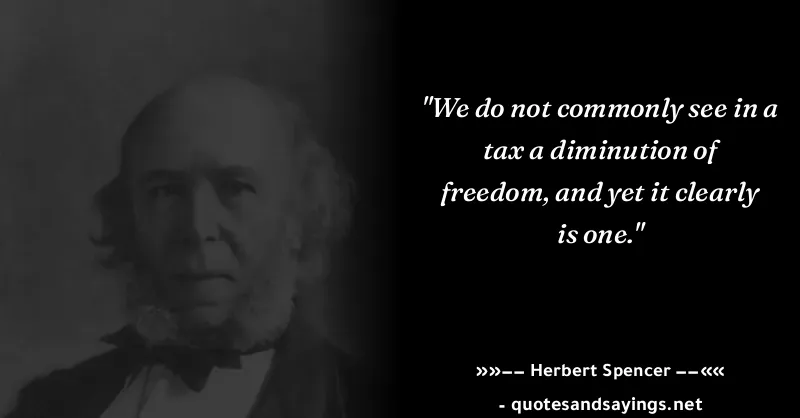 "We do not commonly see in a
tax a diminution of
freedom, and yet it clearly
is one."
»»−− Herbert Spencer −−««
- quotesandsayings.net